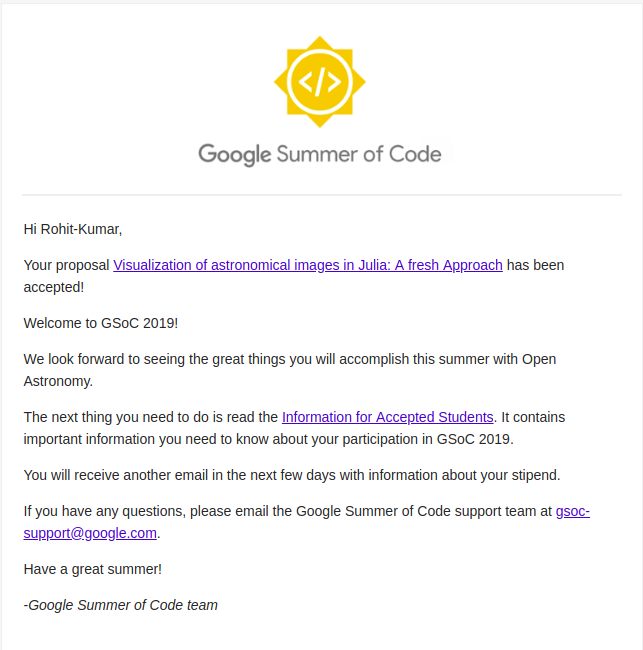 </>
Google Summer of Code
Hi Rohit-Kumar,
Your proposal Visualization of astronomical images in Julia: A fresh Approach has been
accepted!
Welcome to GSoC 2019!
We look forward to seeing the great things you will accomplish this summer with Open
Astronomy.
The next thing you need to do is read the Information for Accepted Students. It contains
important information you need to know about your participation in GSoC 2019.
You will receive another email in the next few days with information about your stipend.
If you have any questions, please email the Google Summer of Code support team at gsoc-
support@google.com.
Have a great summer!
-Google Summer of Code team